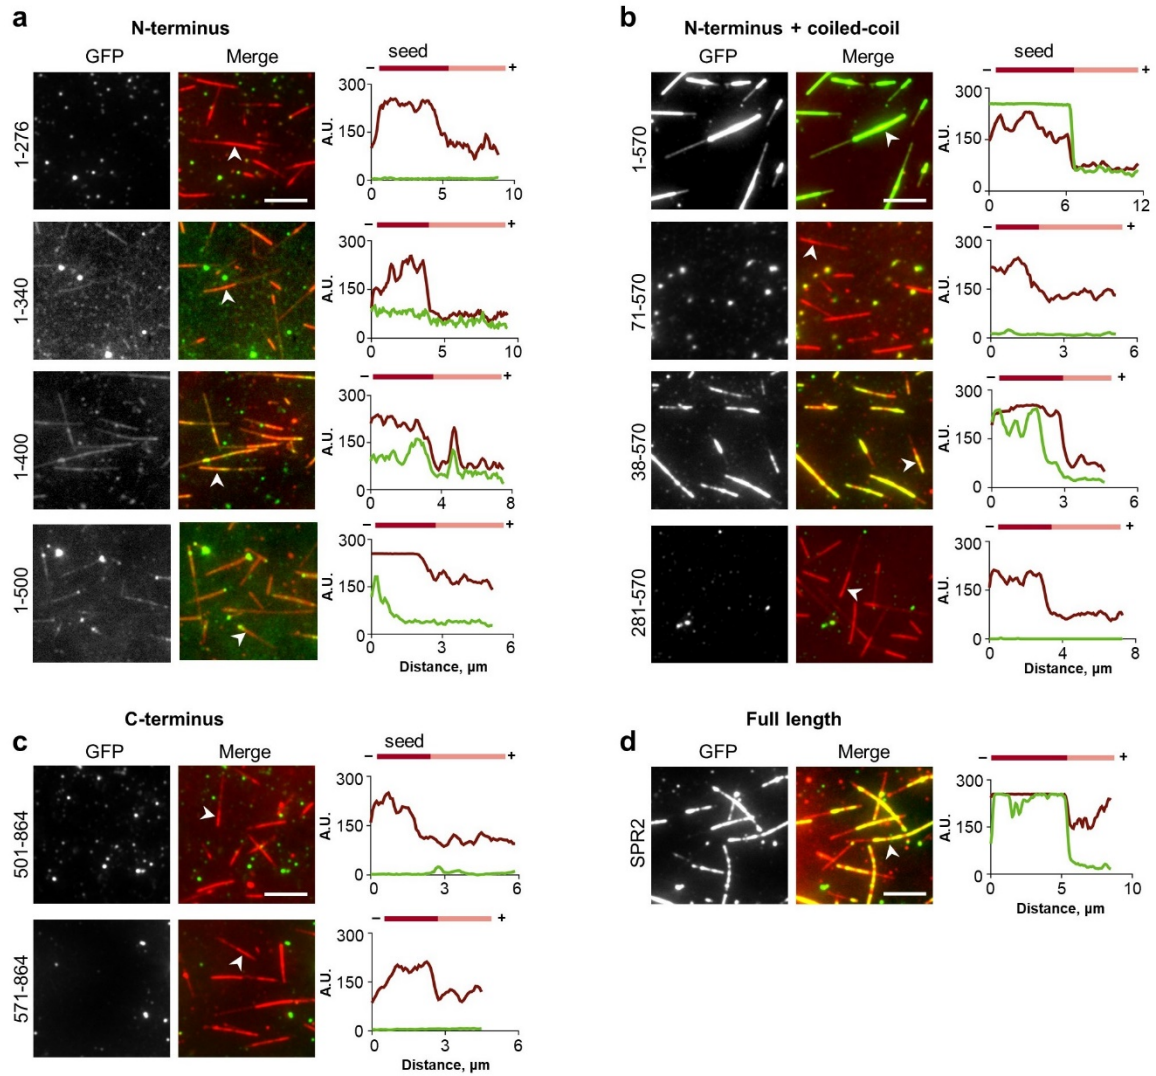 a
N-terminus
GFP
Merge
seed
− +
1-276
A.U.
300
150
0
0 5 10
1-340
− +
A.U.
300
150
0
0 5 10
1-400
− +
A.U.
300
150
0
0 4 8
1-500
− +
A.U.
300
150
0
0 3 6
Distance, µm
b
N-terminus + coiled-coil
GFP
Merge
seed
− +
1-570
A.U.
300
150
0
0 6 12
71-570
− +
A.U.
300
150
0
0 3 6
38-570
− +
A.U.
300
150
0
0 3 6
281-570
− +
A.U.
300
150
0
0 4 8
Distance, µm
c
C-terminus
GFP
Merge
seed
− +
501-864
A.U.
300
150
0
0 3 6
571-864
− +
A.U.
300
150
0
0 3 6
Distance, µm
d
Full length
GFP
Merge
− +
SPR2
A.U.
300
150
0
0 5 10
Distance, µm